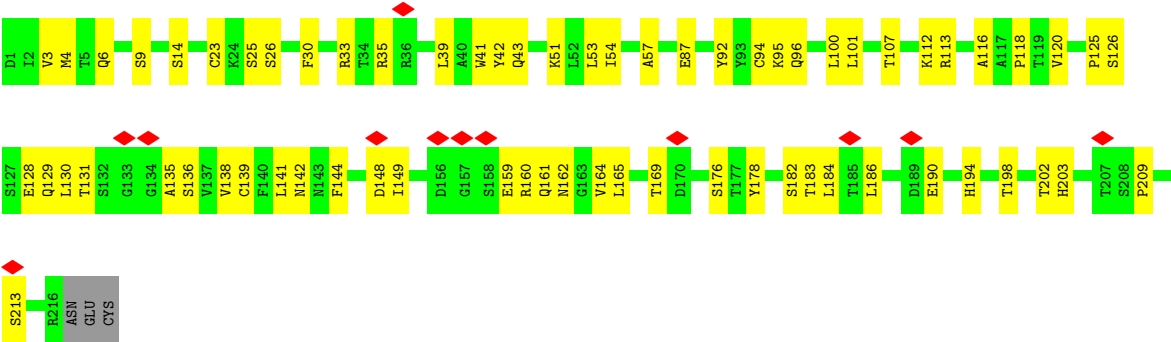 D1 I2 V3 M4 T5 Q6 S9 S14 C23 K24 S25 S26 F30 R33 T34 R35 R36 L39 A40 W41 Y42 Q43 K51 L52 L53 I54 A57 E87 Y92 Y93 C94 K95 Q96 L100 L101 T107 K112 R113 A116 A117 P118 T119 V120 P125 S126
S127 E128 Q129 L130 T131 S132 G133 G134 A135 S136 V137 V138 C139 F140 L141 N142 N143 F144 D148 I149 D156 G157 S158 E159 R160 Q161 N162 G163 V164 L165 T169 D170 S176 T177 Y178 S182 T183 L184 T185 L186 D189 E190 H194 T198 T202 H203 T207 S208 P209
S213 R216 ASN GLU CYS